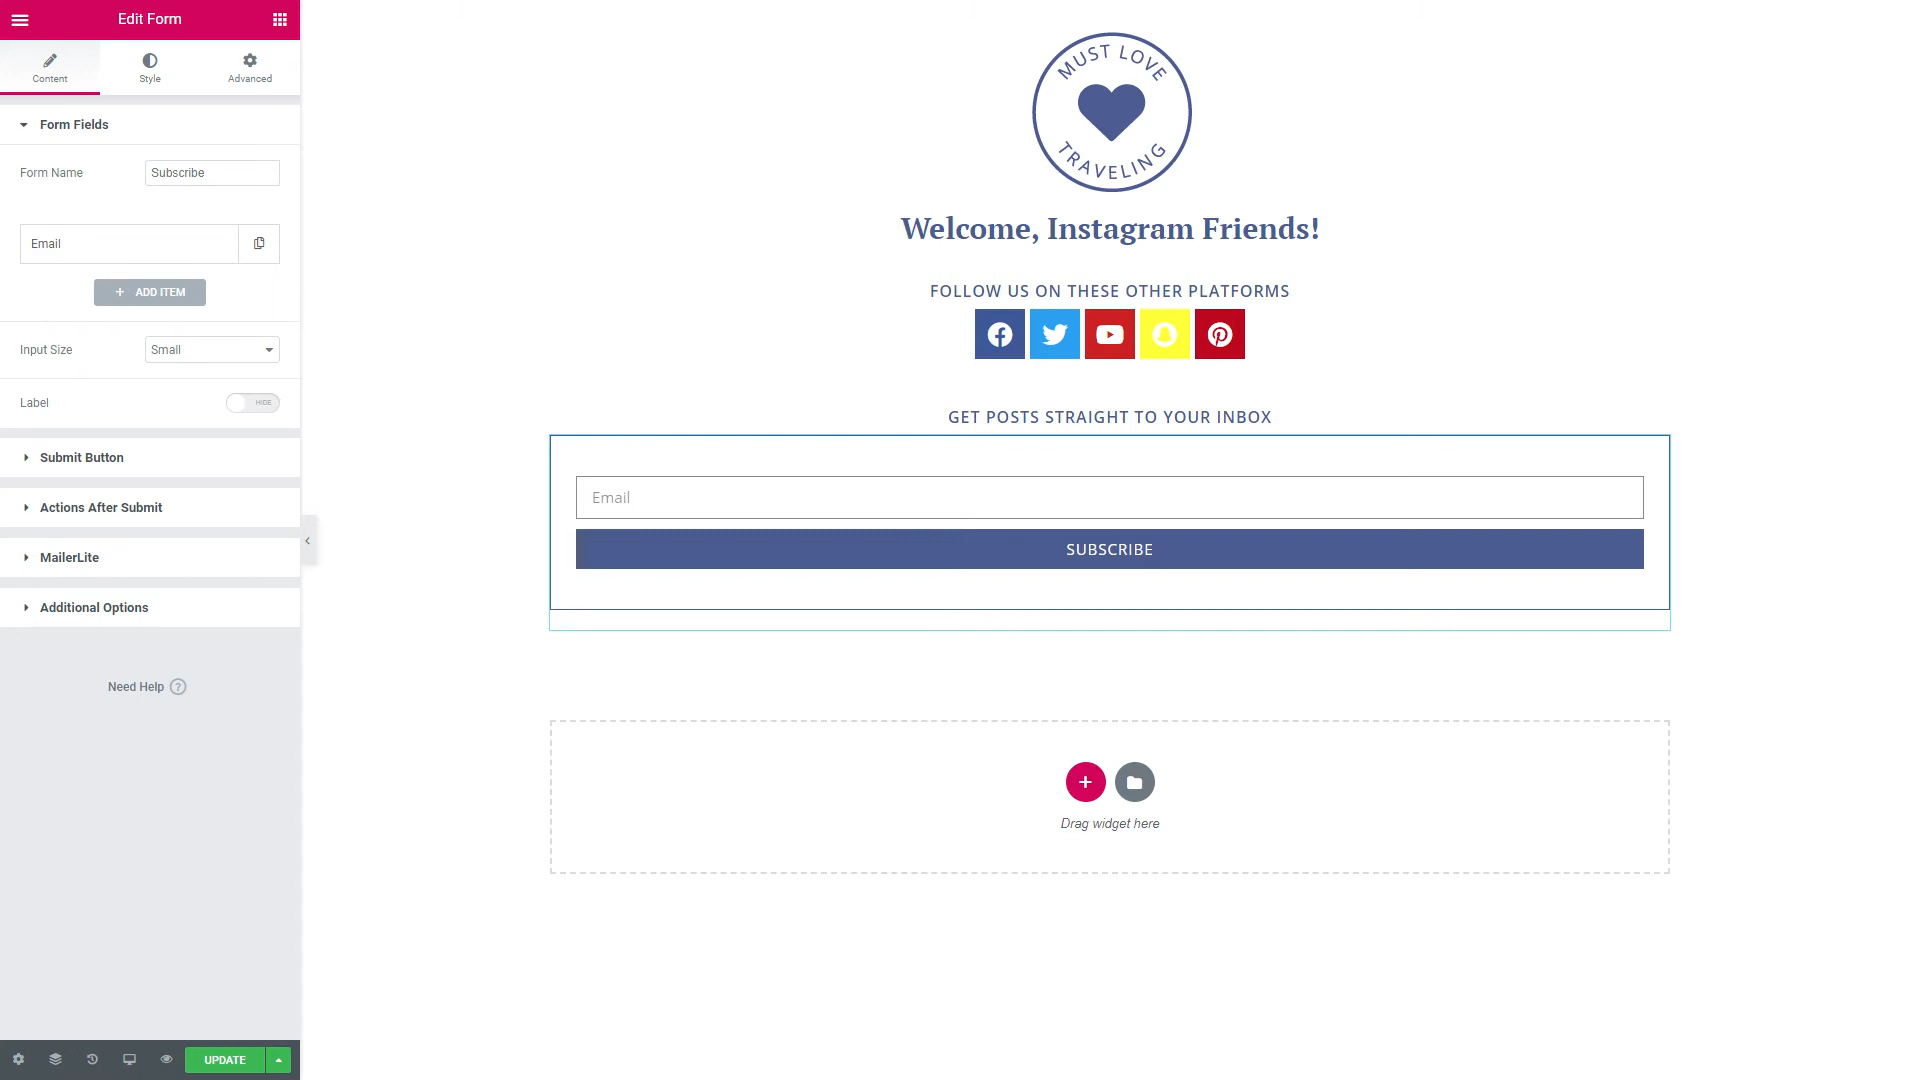 Edit Form
Content
Style
Advanced
Form Fields
Form Name
Subscribe
Email
+ ADD ITEM
Input Size
Small
Label
HIDE
Submit Button
Actions After Submit
MailerLite
Additional Options
Need Help ?
UPDATE
MUST LOVE
TRAVELING
Welcome, Instagram Friends!
FOLLOW US ON THESE OTHER PLATFORMS
GET POSTS STRAIGHT TO YOUR INBOX
Email
SUBSCRIBE
Drag widget here